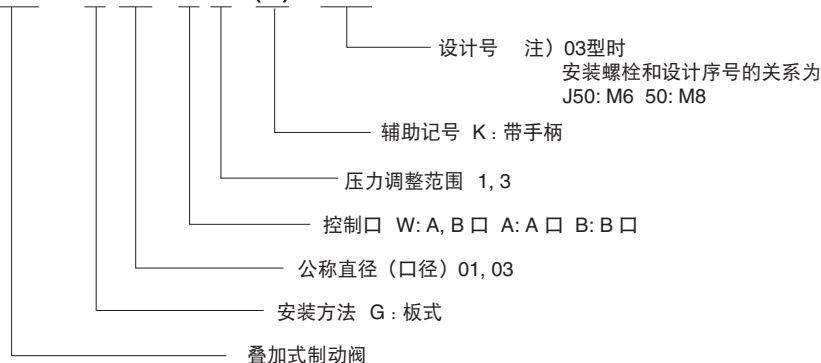 设计号 注）03型时
安装螺栓和设计序号的关系为
J50: M6 50: M8
辅助记号 K：带手柄
压力调整范围 1, 3
控制口 W: A, B 口 A: A 口 B: B 口
公称直径（口径）01, 03
安装方法 G：板式
叠加式制动阀